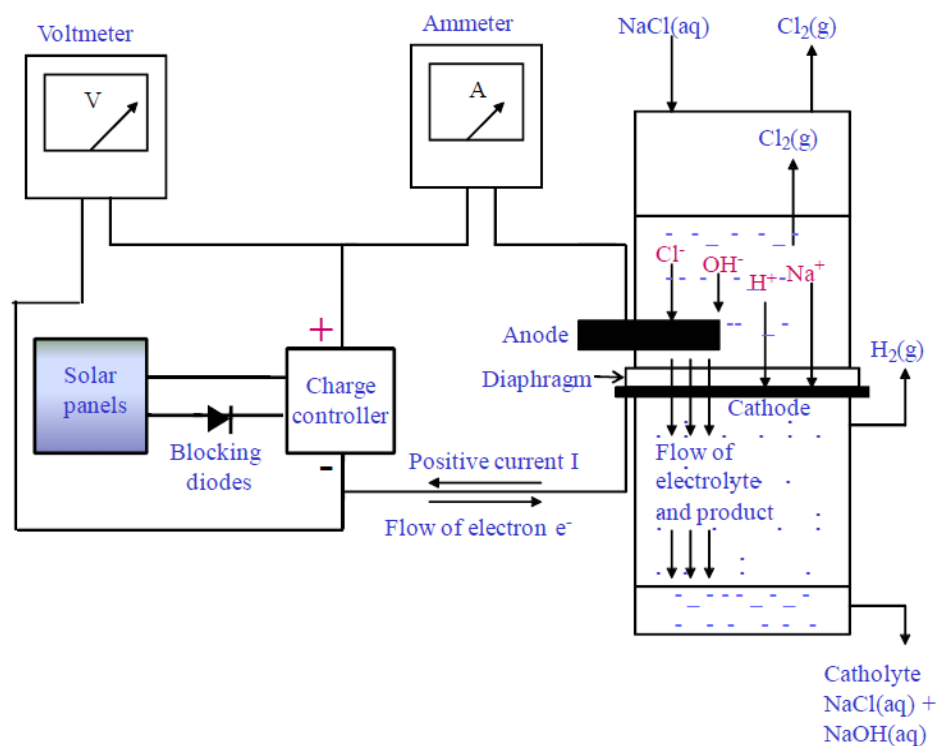 Voltmeter
V
Ammeter
A
NaCl(aq)
Cl₂(g)
Cl₂(g)
Cl⁻
OH⁻
H⁺
Na⁺
Anode
Diaphragm
Cathode
H₂(g)
+
Solar
panels
Charge
controller
Blocking
diodes
-
Positive current I
Flow of electron e⁻
Flow of
electrolyte
and product
Catholyte
NaCl(aq) +
NaOH(aq)